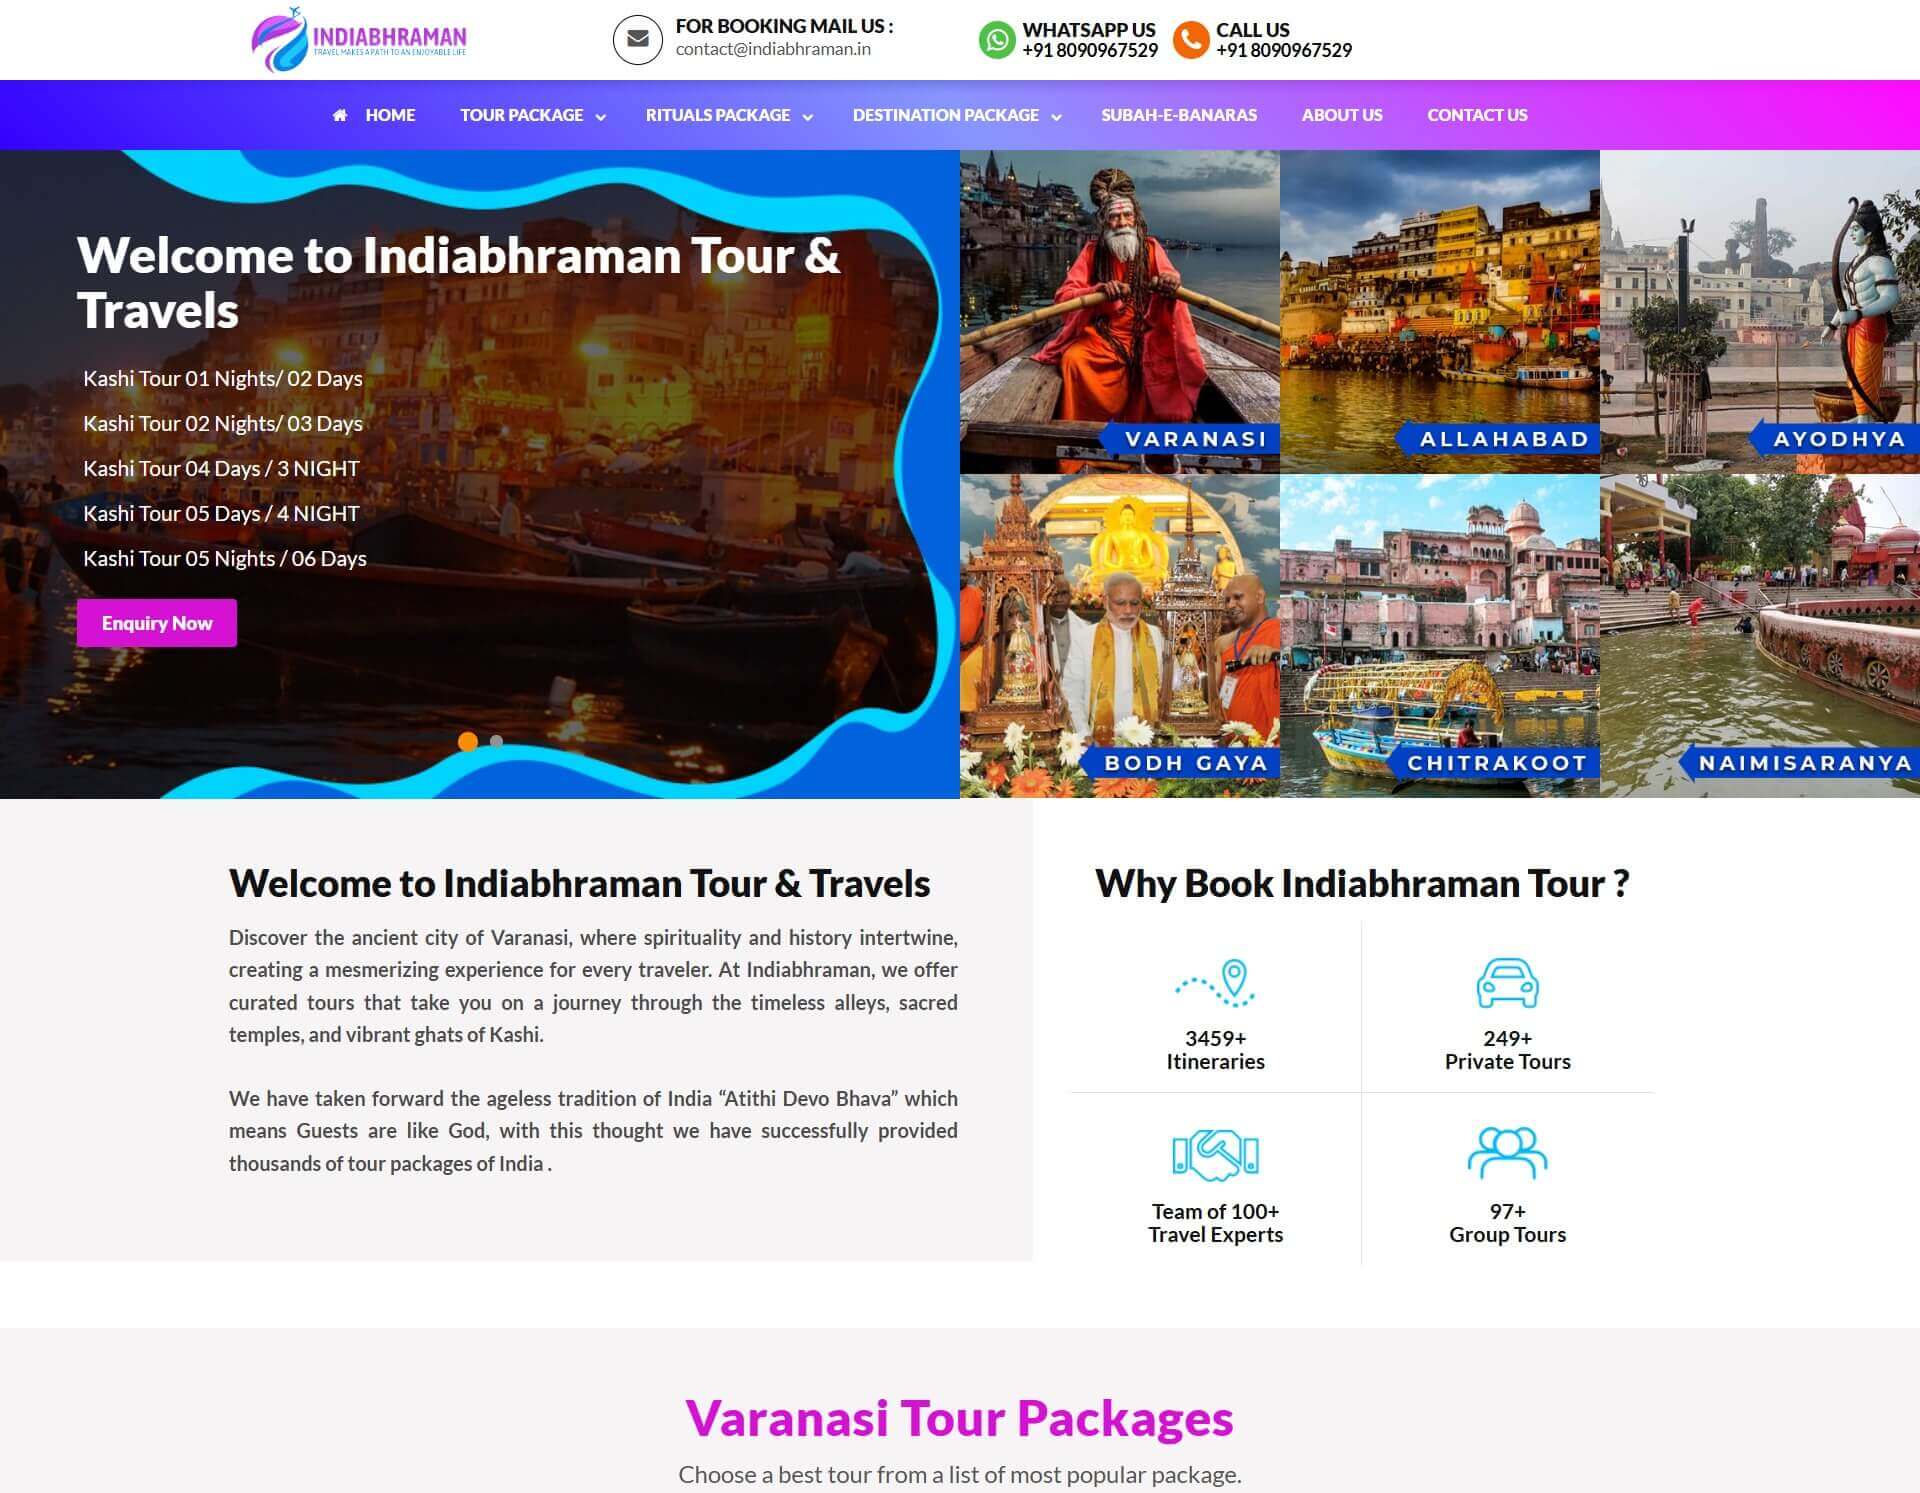 INDIABHRAMAN
TRAVEL MAKES A PATH TO AN ENJOYABLE LIFE
FOR BOOKING MAIL US :
contact@indiabhraman.in
WHATSAPP US
+91 8090967529
CALL US
+91 8090967529
HOME
TOUR PACKAGE
RITUALS PACKAGE
DESTINATION PACKAGE
SUBAH-E-BANARAS
ABOUT US
CONTACT US
Welcome to Indiabhraman Tour &
Travels
Kashi Tour 01 Nights/ 02 Days
Kashi Tour 02 Nights/ 03 Days
Kashi Tour 04 Days / 3 NIGHT
Kashi Tour 05 Days / 4 NIGHT
Kashi Tour 05 Nights / 06 Days
Enquiry Now
VARANASI
ALLAHABAD
AYODHYA
BODH GAYA
CHITRAKOOT
NAIMISARANYA
Welcome to Indiabhraman Tour & Travels
Discover the ancient city of Varanasi, where spirituality and history intertwine,
creating a mesmerizing experience for every traveler. At Indiabhraman, we offer
curated tours that take you on a journey through the timeless alleys, sacred
temples, and vibrant ghats of Kashi.
We have taken forward the ageless tradition of India “Atithi Devo Bhava” which
means Guests are like God, with this thought we have successfully provided
thousands of tour packages of India .
Why Book Indiabhraman Tour ?
3459+
Itineraries
249+
Private Tours
Team of 100+
Travel Experts
97+
Group Tours
Varanasi Tour Packages
Choose a best tour from a list of most popular package.